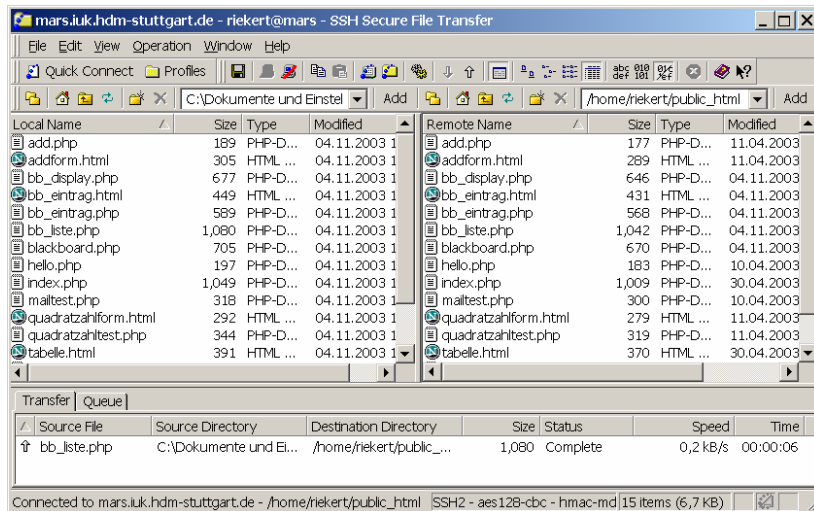 mars.iuk.hdm-stuttgart.de - riekert@mars - SSH Secure File Transfer
File Edit View Operation Window Help
Quick Connect Profiles abc def 010 101
C:\Dokumente und Einstel Add /home/riekert/public_html Add
Local Name Size Type Modified Remote Name Size Type Modified
add.php 189 PHP-D... 04.11.2003 1 add.php 177 PHP-D... 11.04.2003
addform.html 305 HTML ... 04.11.2003 1 addform.html 289 HTML ... 11.04.2003
bb_display.php 677 PHP-D... 04.11.2003 1 bb_display.php 646 PHP-D... 04.11.2003
bb_eintrag.html 449 HTML ... 04.11.2003 1 bb_eintrag.html 431 HTML ... 04.11.2003
bb_eintrag.php 589 PHP-D... 04.11.2003 1 bb_eintrag.php 568 PHP-D... 04.11.2003
bb_liste.php 1,080 PHP-D... 04.11.2003 1 bb_liste.php 1,042 PHP-D... 04.11.2003
blackboard.php 705 PHP-D... 04.11.2003 1 blackboard.php 670 PHP-D... 04.11.2003
hello.php 197 PHP-D... 04.11.2003 1 hello.php 183 PHP-D... 10.04.2003
index.php 1,049 PHP-D... 04.11.2003 1 index.php 1,009 PHP-D... 30.04.2003
mailtest.php 318 PHP-D... 04.11.2003 1 mailtest.php 300 PHP-D... 10.04.2003
quadratzahlform.html 292 HTML ... 04.11.2003 1 quadratzahlform.html 279 HTML ... 11.04.2003
quadratzahltest.php 344 PHP-D... 04.11.2003 1 quadratzahltest.php 319 PHP-D... 11.04.2003
tabelle.html 391 HTML ... 04.11.2003 1 tabelle.html 370 HTML ... 30.04.2003
Transfer Queue
Source File Source Directory Destination Directory Size Status Speed Time
bb_liste.php C:\Dokumente und Ei... /home/riekert/public_... 1,080 Complete 0,2 kB/s 00:00:06
Connected to mars.iuk.hdm-stuttgart.de - /home/riekert/public_html SSH2 - aes128-cbc - hmac-md 15 items (6,7 KB)